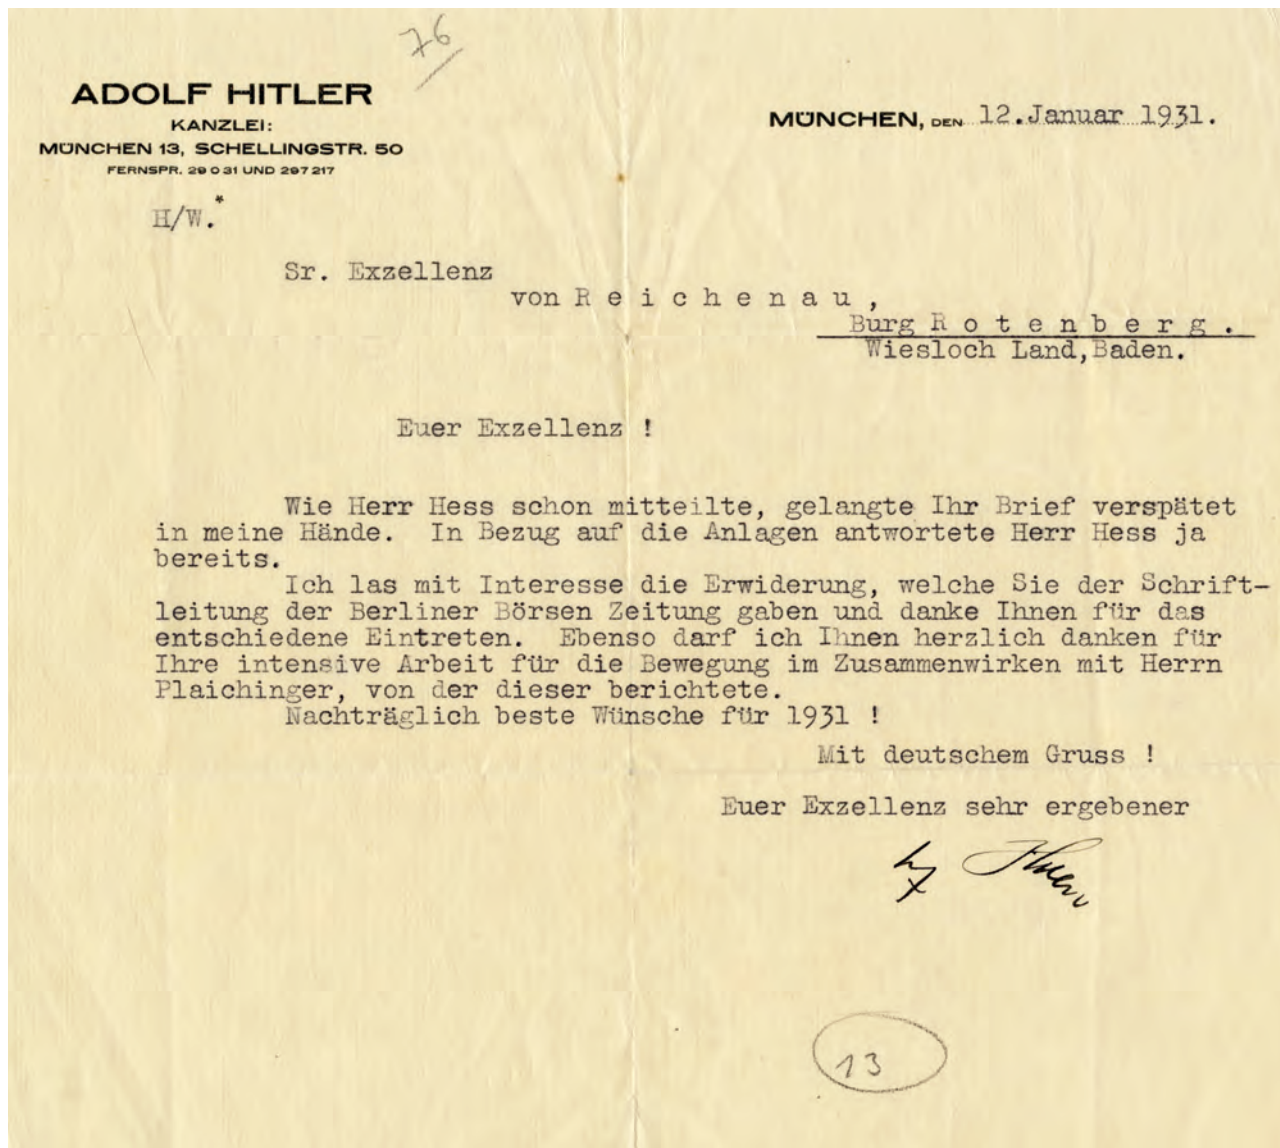 76
ADOLF HITLER
KANZLEI:
MÜNCHEN 13, SCHELLINGSTR. 50
FERNSPR. 29031 UND 297217
MÜNCHEN, DEN 12.Januar 1931.
H/W.*
Sr. Exzellenz
von R e i c h e n a u ,
Burg R o t e n b e r g .
Wiesloch Land,Baden.
Euer Exzellenz !
Wie Herr Hess schon mitteilte, gelangte Ihr Brief verspätet
in meine Hände. In Bezug auf die Anlagen antwortete Herr Hess ja
bereits.
Ich las mit Interesse die Erwiderung, welche Sie der Schrift-
leitung der Berliner Börsen Zeitung gaben und danke Ihnen für das
entschiedene Eintreten. Ebenso darf ich Ihnen herzlich danken für
Ihre intensive Arbeit für die Bewegung im Zusammenwirken mit Herrn
Plaichinger, von der dieser berichtete.
Nachträglich beste Wünsche für 1931 !
Mit deutschem Gruss !
Euer Exzellenz sehr ergebener
13